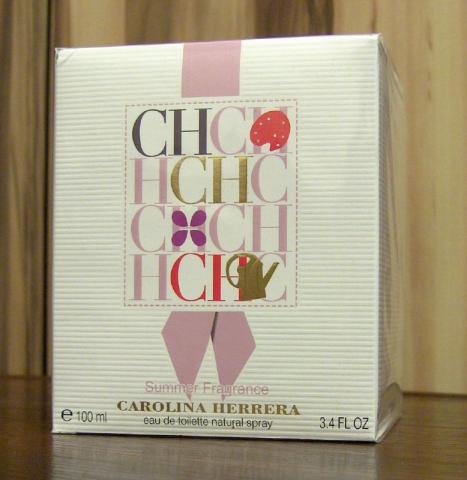 CHCH
HCHC
CHCH
HCHC
Summer Fragrance
CAROLINA HERRERA
eau de toilette natural spray
℮ 100 ml
3.4 FL OZ